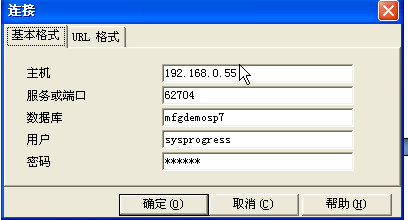 连接
基本格式 URL 格式
主机 192.168.0.55
服务或端口 62704
数据库 mfgdemosp7
用户 sysprogress
密码 ******
确定(O) 取消(C) 帮助(H)